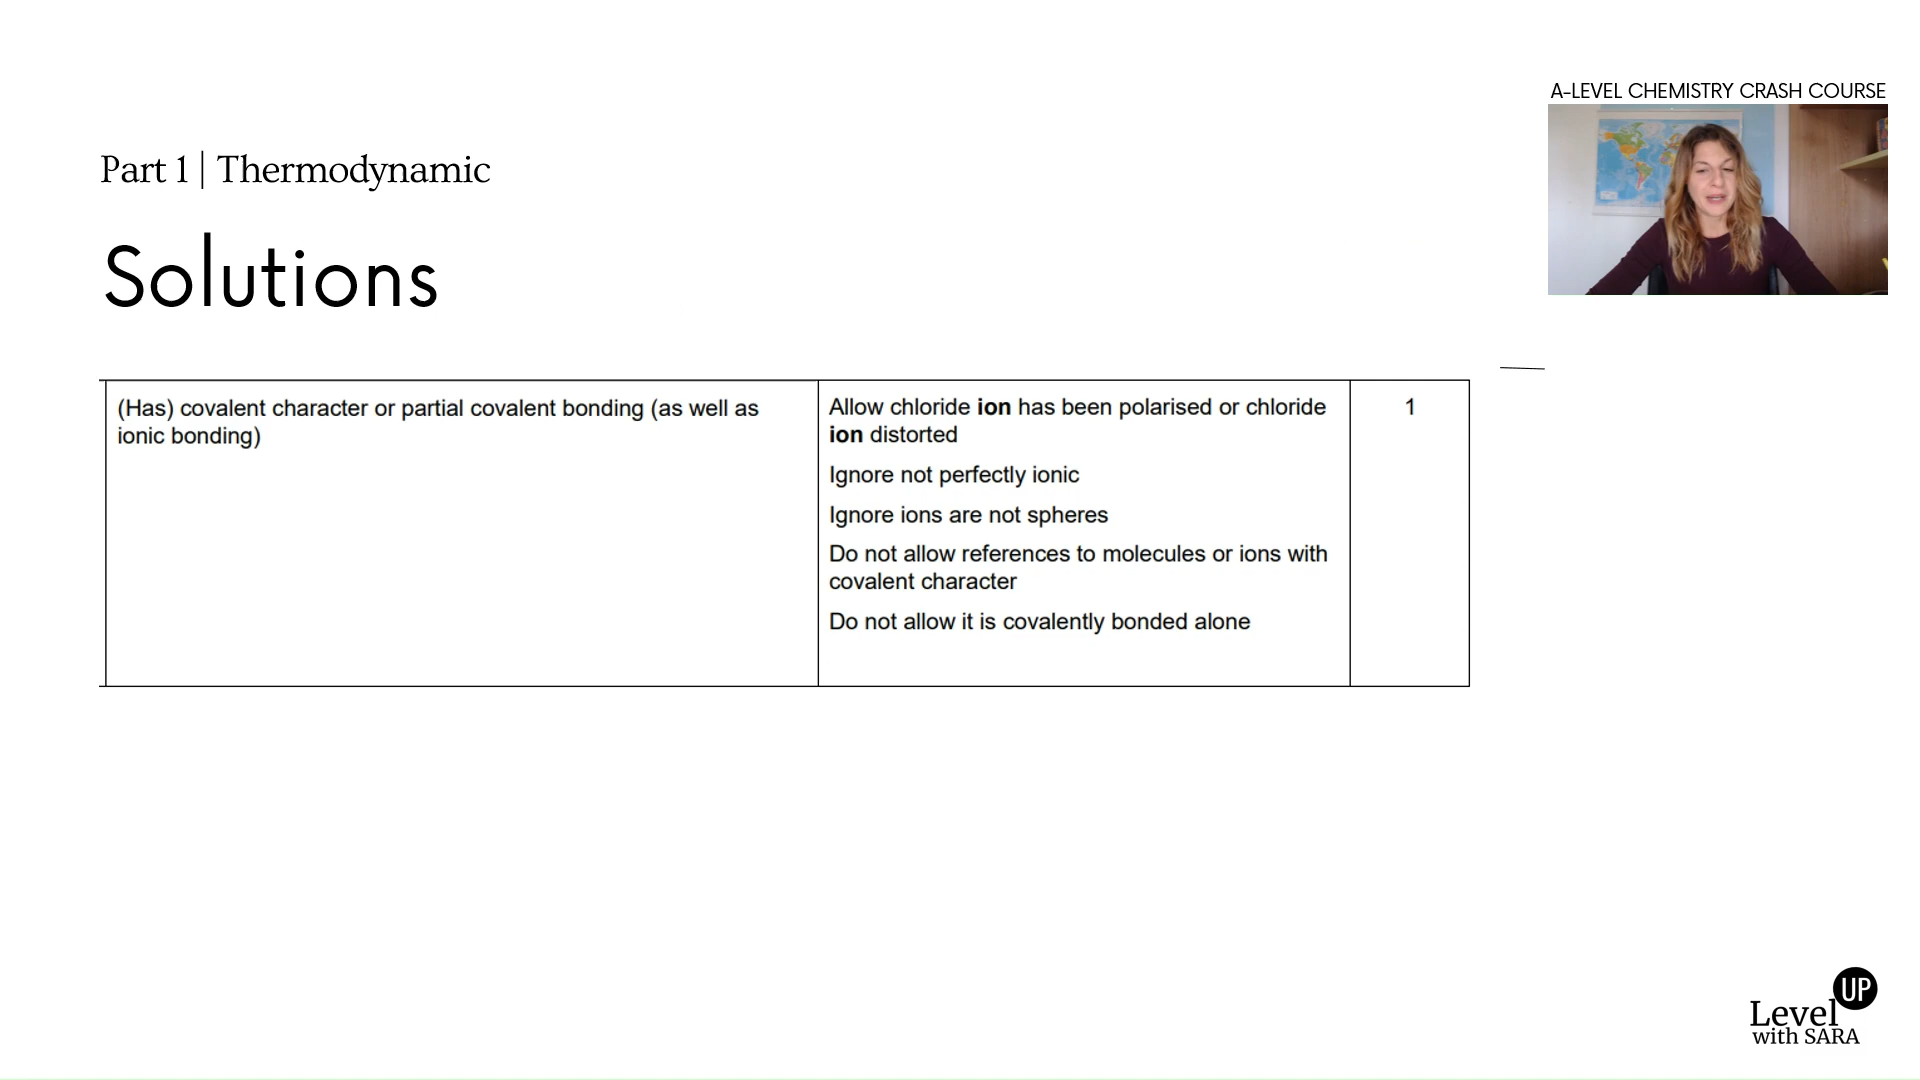 A-LEVEL CHEMISTRY CRASH COURSE
Part 1 | Thermodynamic
Solutions
(Has) covalent character or partial covalent bonding (as well as
ionic bonding)
Allow chloride ion has been polarised or chloride
ion distorted
Ignore not perfectly ionic
Ignore ions are not spheres
Do not allow references to molecules or ions with
covalent character
Do not allow it is covalently bonded alone
1
Level UP
with SARA